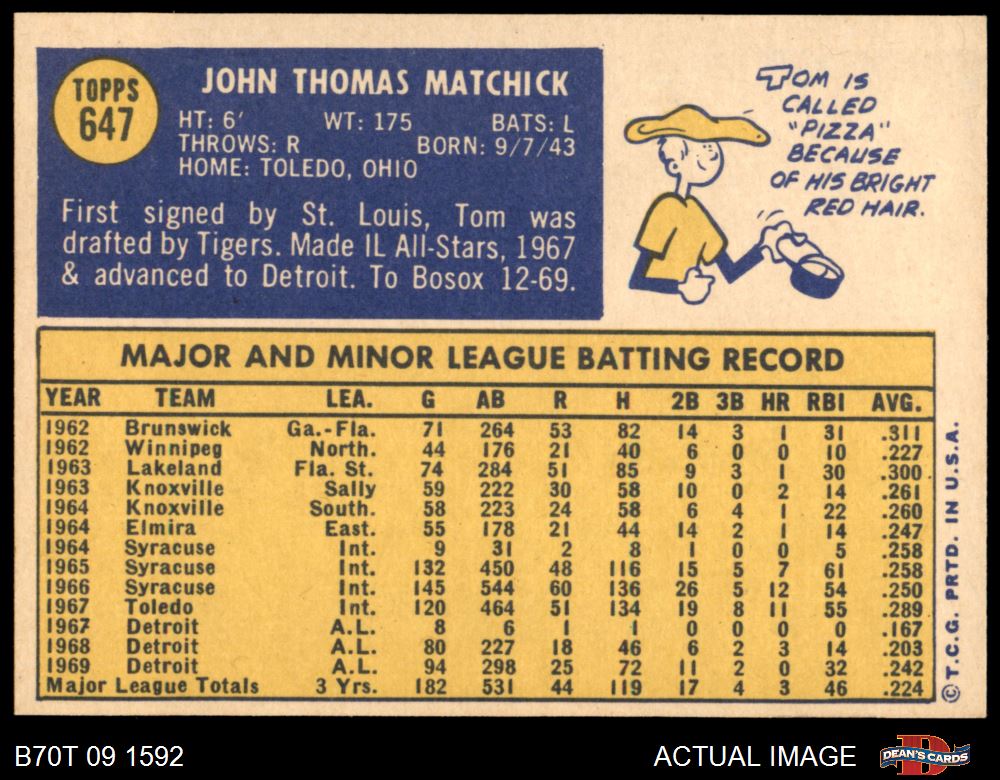 TOPPS
647
JOHN THOMAS MATCHICK
HT: 6' WT: 175 BATS: L
THROWS: R BORN: 9/7/43
HOME: TOLEDO, OHIO
First signed by St. Louis, Tom was
drafted by Tigers. Made IL All-Stars, 1967
& advanced to Detroit. To Bosox 12-69.
TOM IS
CALLED
"PIZZA"
BECAUSE
OF HIS BRIGHT
RED HAIR.
MAJOR AND MINOR LEAGUE BATTING RECORD
YEAR TEAM LEA. G AB R H 2B 3B HR RBI AVG.
1962 Brunswick Ga.-Fla. 71 264 53 82 14 3 1 31 .311
1962 Winnipeg North. 44 176 21 40 6 0 0 10 .227
1963 Lakeland Fla. St. 74 284 51 85 9 3 1 30 .300
1963 Knoxville Sally 59 222 30 58 10 0 2 14 .261
1964 Knoxville South. 58 223 24 58 6 4 1 22 .260
1964 Elmira East. 55 178 21 44 14 2 1 14 .247
1964 Syracuse Int. 9 31 2 8 1 0 0 5 .258
1965 Syracuse Int. 132 450 48 116 15 5 7 61 .258
1966 Syracuse Int. 145 544 60 136 26 5 12 54 .250
1967 Toledo Int. 120 464 51 134 19 8 11 55 .289
1967 Detroit A.L. 8 6 1 1 0 0 0 0 .167
1968 Detroit A.L. 80 227 18 46 6 2 3 14 .203
1969 Detroit A.L. 94 298 25 72 11 2 0 32 .242
Major League Totals 3 Yrs. 182 531 44 119 17 4 3 46 .224
© T.C.G. PRTD. IN U.S.A.
B70T 09 1592
ACTUAL IMAGE
DEAN'S CARDS